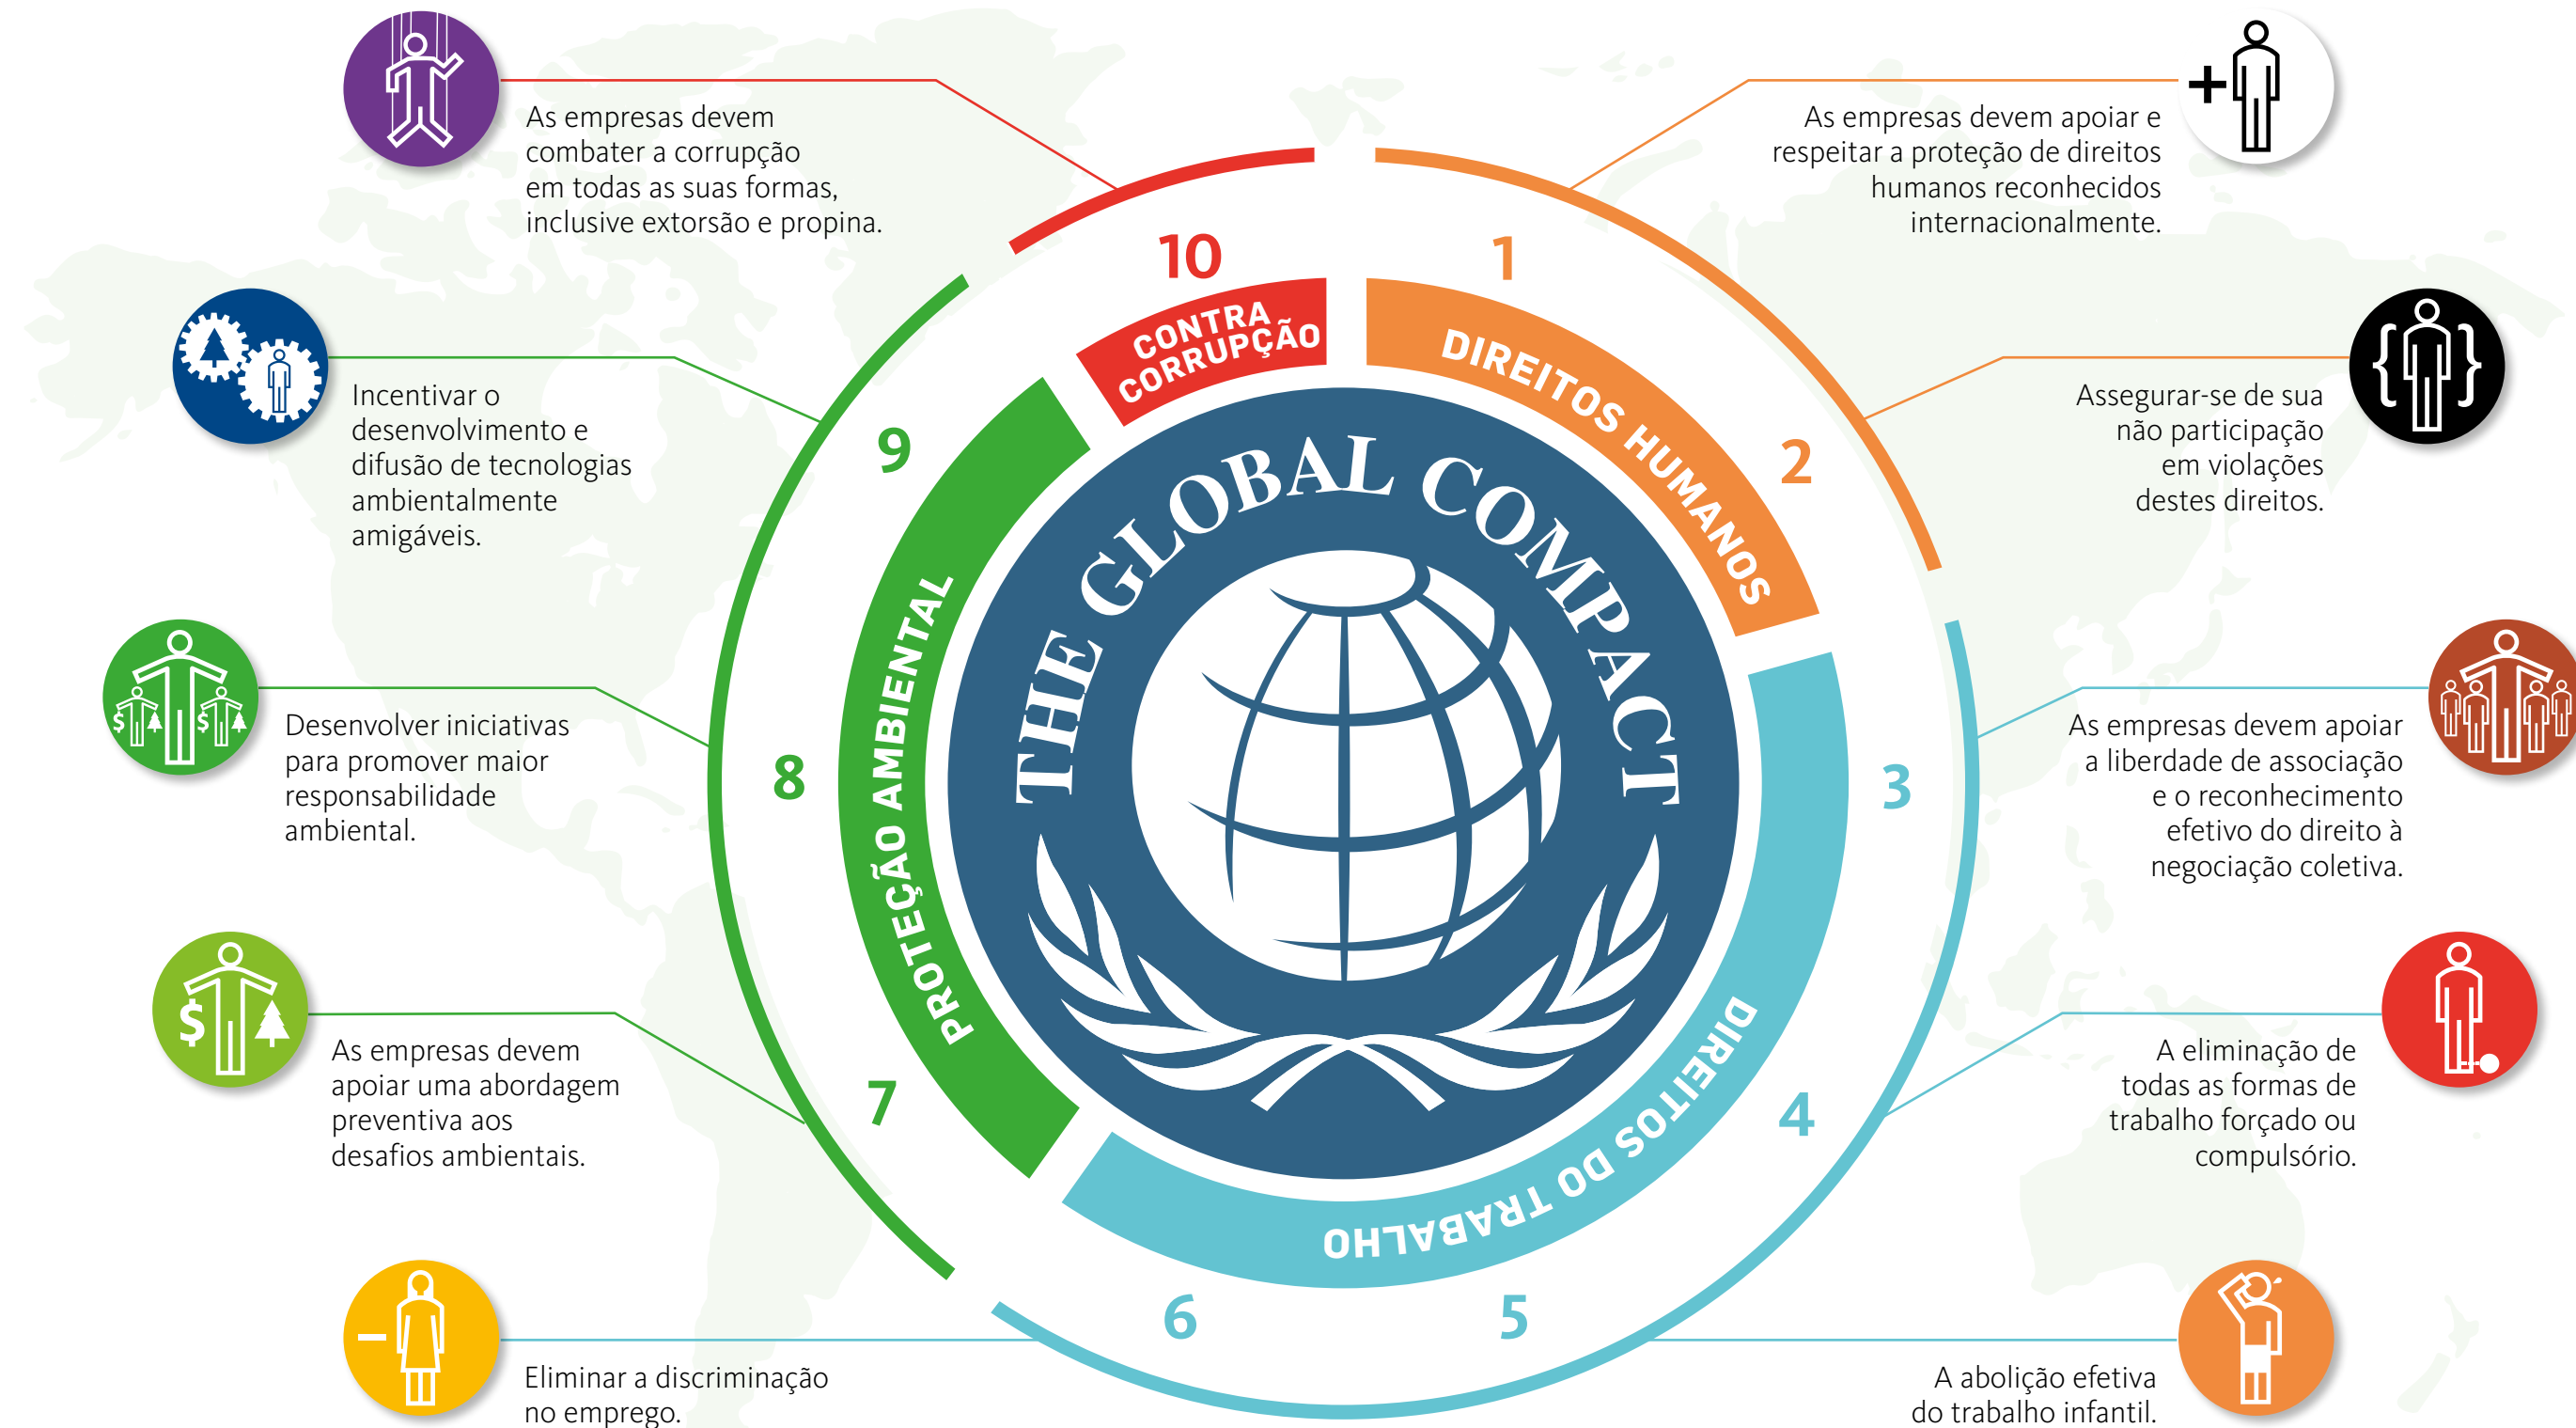 As empresas devem
combater a corrupção
em todas as suas formas,
inclusive extorsão e propina.
As empresas devem apoiar e
respeitar a proteção de direitos
humanos reconhecidos
internacionalmente.
+
10
1
CONTRA
CORRUPÇÃO
DIREITOS HUMANOS
Incentivar o
desenvolvimento e
difusão de tecnologias
ambientalmente
amigáveis.
9
2
Assegurar-se de sua
não participação
em violações
destes direitos.
{ }
THE GLOBAL COMPACT
PROTEÇÃO AMBIENTAL
$ $
Desenvolver iniciativas
para promover maior
responsabilidade
ambiental.
8
3
As empresas devem apoiar
a liberdade de associação
e o reconhecimento
efetivo do direito à
negociação coletiva.
$
As empresas devem
apoiar uma abordagem
preventiva aos
desafios ambientais.
7
4
DIREITOS DO TRABALHO
A eliminação de
todas as formas de
trabalho forçado ou
compulsório.
6
5
-
Eliminar a discriminação
no emprego.
A abolição efetiva
do trabalho infantil.